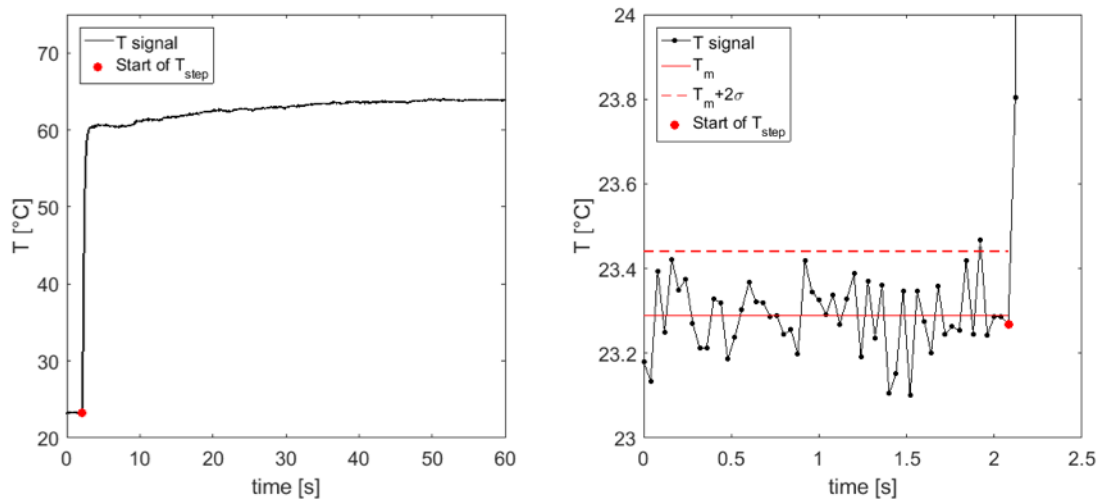 T signal
Start of T_step
70
60
50
40
30
20
T [°C]
0 10 20 30 40 50 60
time [s]
T signal
T_m
T_m+2σ
Start of T_step
24
23.8
23.6
23.4
23.2
23
T [°C]
0 0.5 1 1.5 2 2.5
time [s]